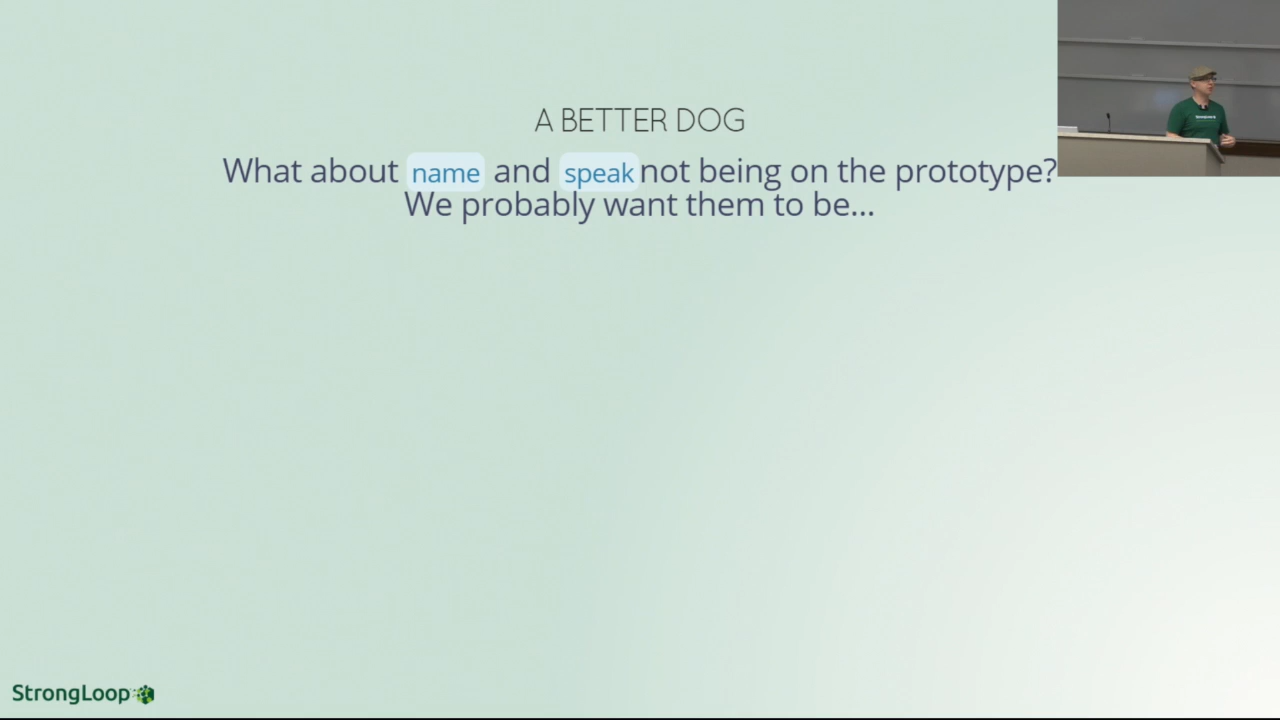 A BETTER DOG
What about name and speak not being on the prototype?
We probably want them to be...
StrongLoop